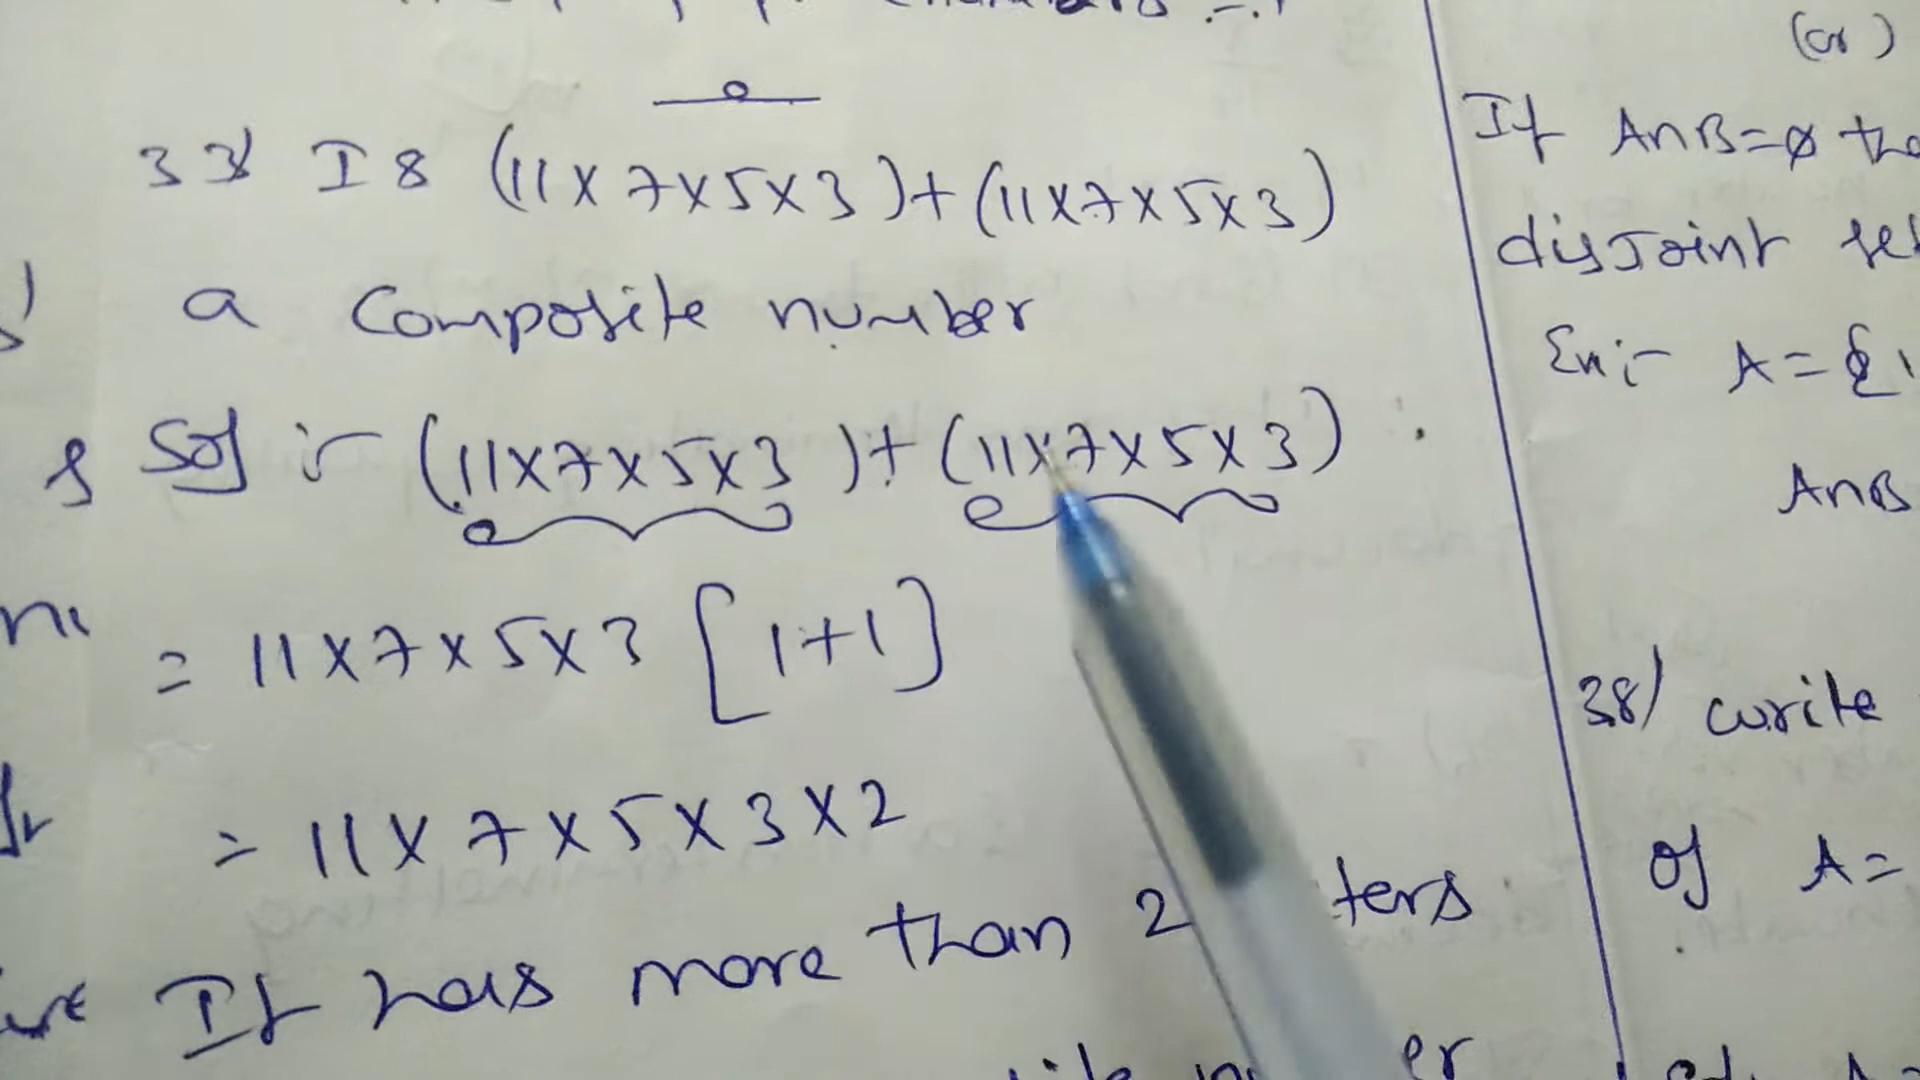 33) Is (11×7×5×3)+(11×7×5×3)
a composite number
Sol :- (11×7×5×3)+(11×7×5×3)
= 11×7×5×3 [1+1]
= 11×7×5×3×2
It has more than 2
(or)
If A∩B=∅
disjoint
Ex:- A={1
A∩B
38) write
of A=